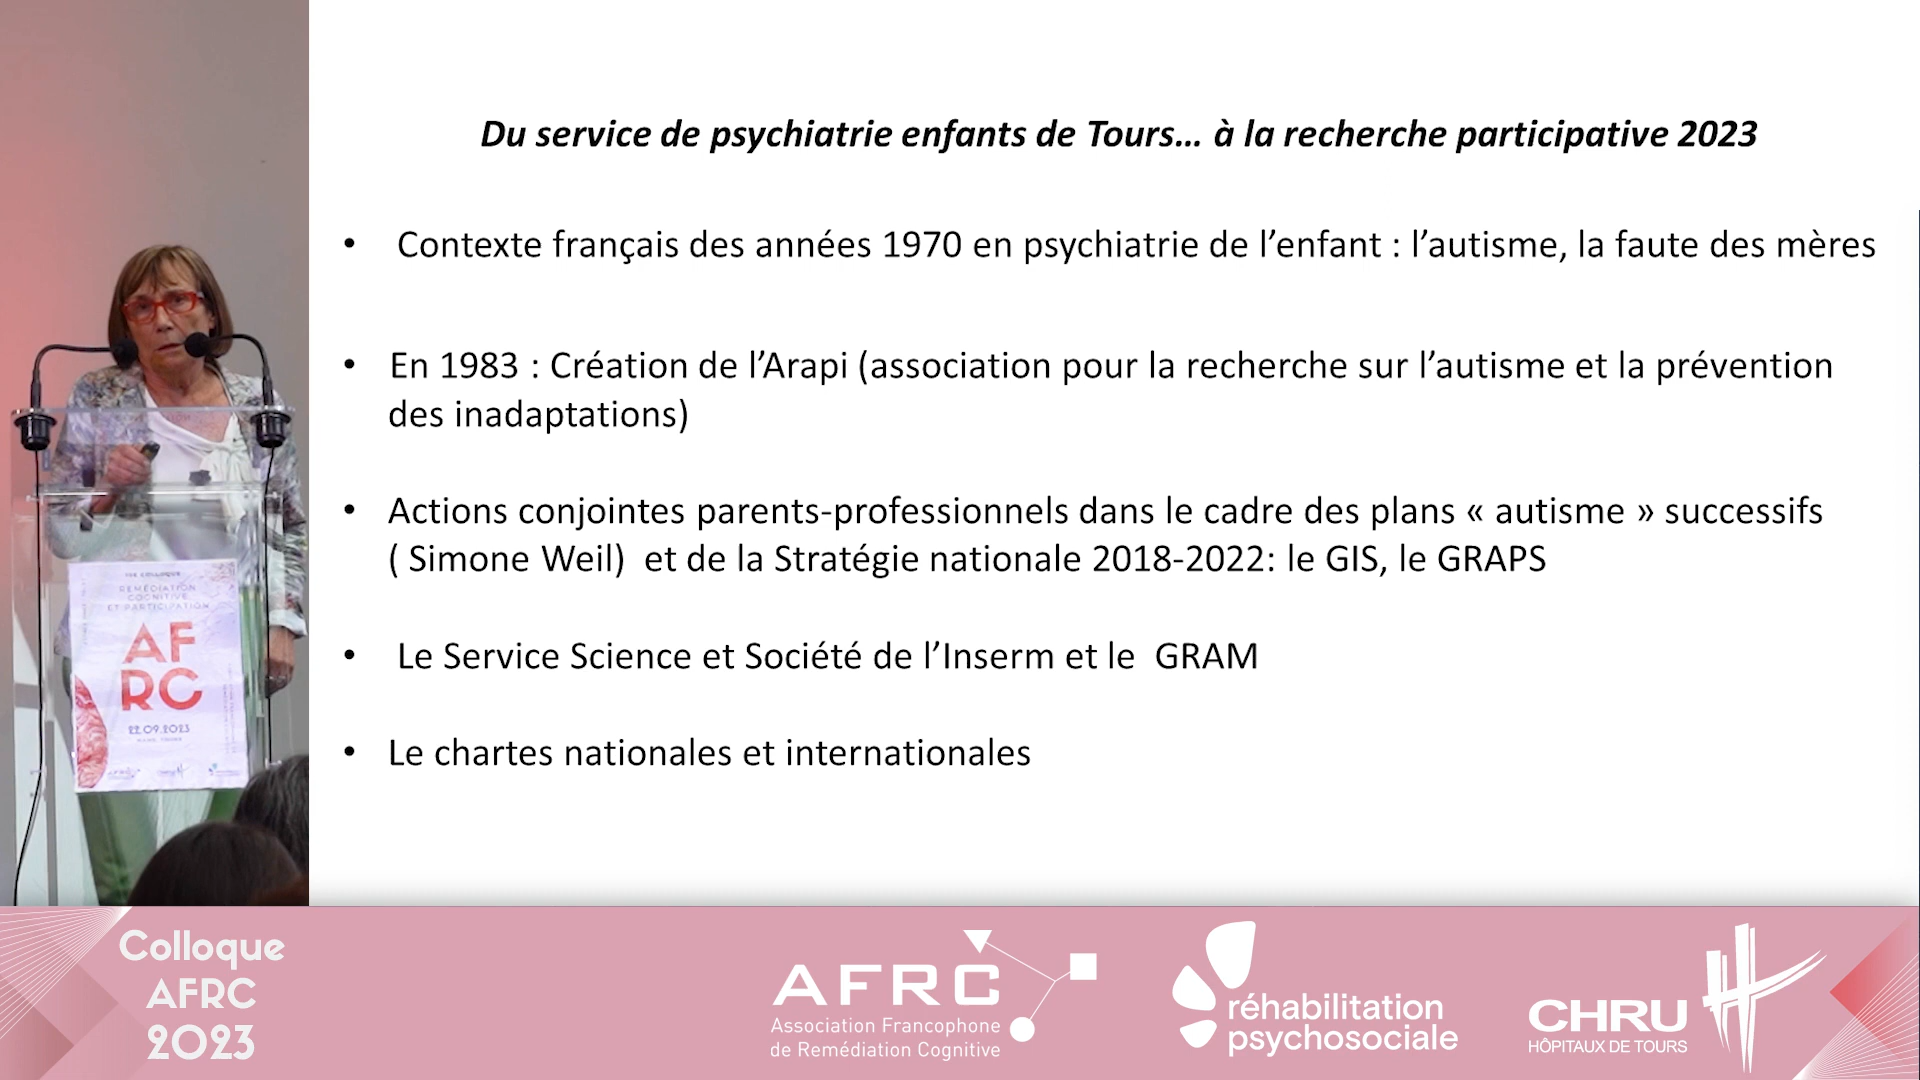 Du service de psychiatrie enfants de Tours... à la recherche participative 2023
• Contexte français des années 1970 en psychiatrie de l'enfant : l'autisme, la faute des mères
• En 1983 : Création de l'Arapi (association pour la recherche sur l'autisme et la prévention
des inadaptations)
• Actions conjointes parents-professionnels dans le cadre des plans « autisme » successifs
( Simone Weil) et de la Stratégie nationale 2018-2022: le GIS, le GRAPS
• Le Service Science et Société de l'Inserm et le GRAM
• Le chartes nationales et internationales
COLLOQUE
REMÉDIATION
COGNITIVE
ET PARTICIPATION
AF
RC
22.09.2023
Colloque
AFRC
2023
AFRC
Association Francophone
de Remédiation Cognitive
réhabilitation
psychosociale
CHRU
HÔPITAUX DE TOURS